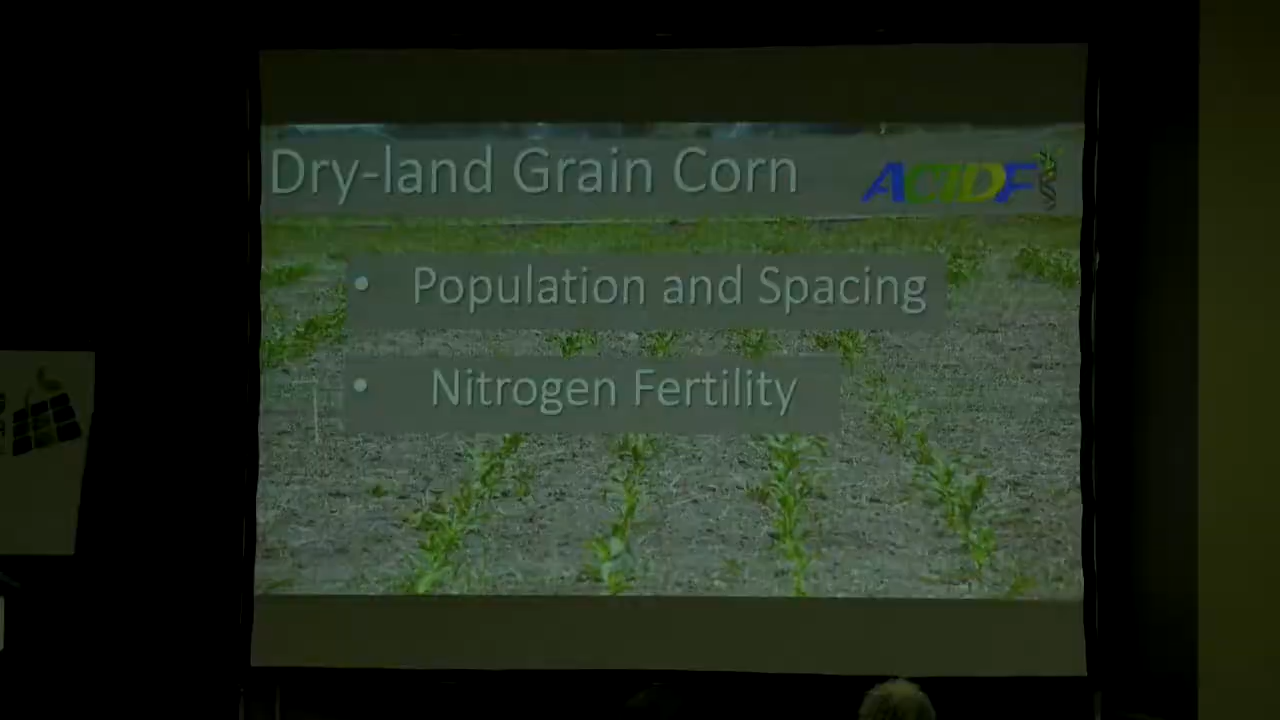 Dry-land Grain Corn
ACIDF
• Population and Spacing
• Nitrogen Fertility